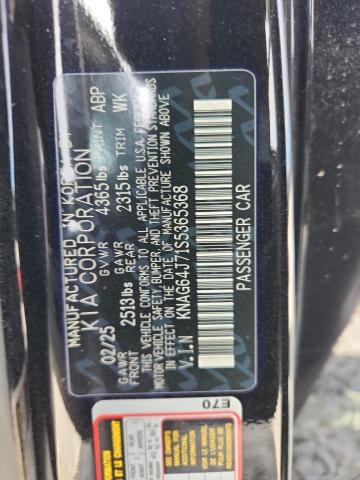 MANUFACTURED IN KOREA BY
KIA CORPORATION
02/25 GVWR 4365lbs PAINT ABP
GAWR FRONT 2513lbs GAWR REAR 2315lbs TRIM WK
THIS VEHICLE CONFORMS TO ALL APPLICABLE U.S.A. FEDERAL
MOTOR VEHICLE SAFETY, BUMPER, AND THEFT PREVENTION STANDARDS
IN EFFECT ON THE DATE OF MANUFACTURE SHOWN ABOVE
V.I.N KNAG64J71S5365368
PASSENGER CAR
E70